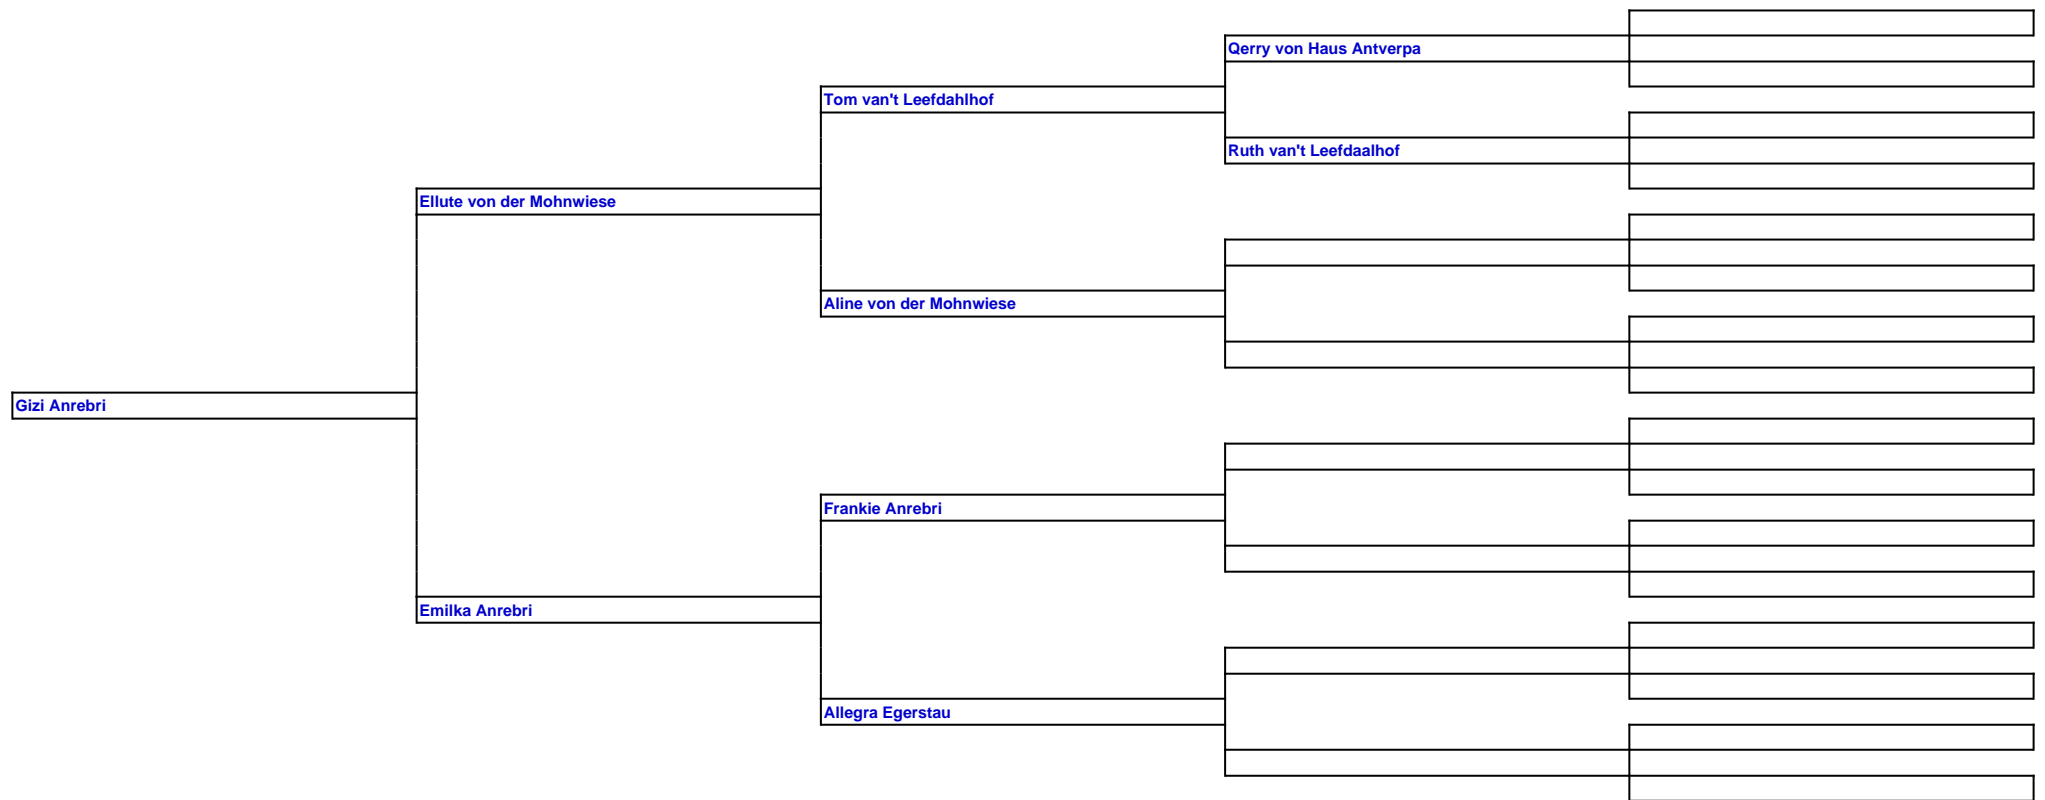 Qerry von Haus Antverpa
Tom van't Leefdahlhof
Ruth van't Leefdaalhof
Ellute von der Mohnwiese
Aline von der Mohnwiese
Gizi Anrebri
Frankie Anrebri
Emilka Anrebri
Allegra Egerstau